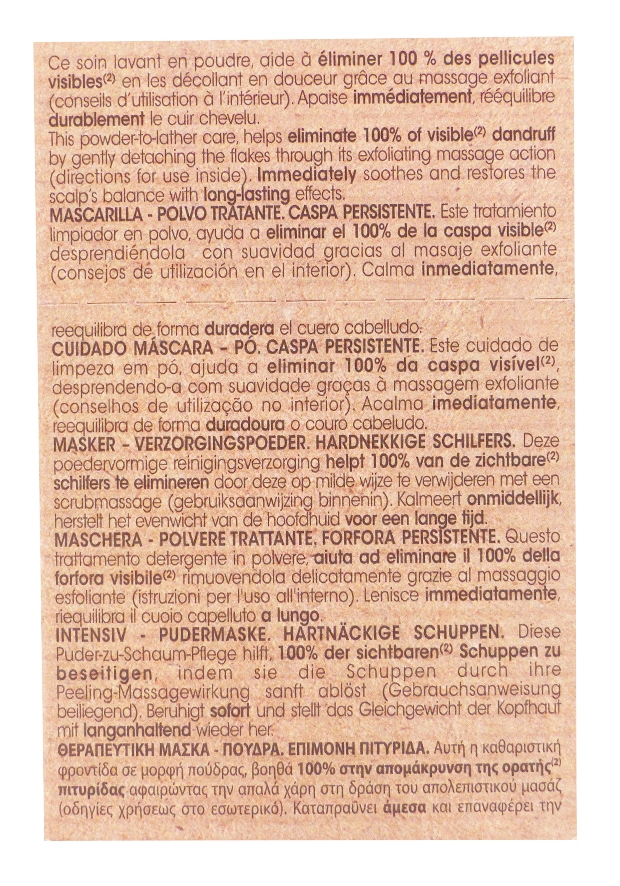 Ce soin lavant en poudre, aide à éliminer 100 % des pellicules
visibles⁽²⁾ en les décollant en douceur grâce au massage exfoliant
(conseils d'utilisation à l'intérieur). Apaise immédiatement, rééquilibre
durablement le cuir chevelu.
This powder-to-lather care, helps eliminate 100% of visible⁽²⁾ dandruff
by gently detaching the flakes through its exfoliating massage action
(directions for use inside). Immediately soothes and restores the
scalp's balance with long-lasting effects.
MASCARILLA - POLVO TRATANTE. CASPA PERSISTENTE. Este tratamiento
limpiador en polvo, ayuda a eliminar el 100% de la caspa visible⁽²⁾
desprendiéndola con suavidad gracias al masaje exfoliante
(consejos de utilización en el interior). Calma inmediatamente,
reequilibra de forma duradera el cuero cabelludo.
CUIDADO MÁSCARA – PÓ. CASPA PERSISTENTE. Este cuidado de
limpeza em pó, ajuda a eliminar 100% da caspa visível⁽²⁾,
desprendendo-a com suavidade graças à massagem exfoliante
(conselhos de utilização no interior). Acalma imediatamente,
reequilibra de forma duradoura o couro cabeludo.
MASKER – VERZORGINGSPOEDER. HARDNEKKIGE SCHILFERS. Deze
poedervormige reinigingsverzorging helpt 100% van de zichtbare⁽²⁾
schilfers te elimineren door deze op milde wijze te verwijderen met een
scrubmassage (gebruiksaanwijzing binnenin). Kalmeert onmiddellijk,
herstelt het evenwicht van de hoofdhuid voor een lange tijd.
MASCHERA - POLVERE TRATTANTE. FORFORA PERSISTENTE. Questo
trattamento detergente in polvere, aiuta ad eliminare il 100% della
forfora visibile⁽²⁾ rimuovendola delicatamente grazie al massaggio
esfoliante (istruzioni per l'uso all'interno). Lenisce immediatamente,
riequilibra il cuoio capelluto a lungo.
INTENSIV - PUDERMASKE. HARTNÄCKIGE SCHUPPEN. Diese
Puder-zu-Schaum-Pflege hilft, 100% der sichtbaren⁽²⁾ Schuppen zu
beseitigen, indem sie die Schuppen durch ihre
Peeling-Massagewirkung sanft ablöst (Gebrauchsanweisung
beiliegend). Beruhigt sofort und stellt das Gleichgewicht der Kopfhaut
mit langanhaltend wieder her.
ΘΕΡΑΠΕΥΤΙΚΗ ΜΑΣΚΑ - ΠΟΥΔΡΑ. ΕΠΙΜΟΝΗ ΠΙΤΥΡΙΔΑ. Αυτή η καθαριστική
φροντίδα σε μορφή πούδρας, βοηθά 100% στην απομάκρυνση της ορατής⁽²⁾
πιτυρίδας αφαιρώντας την απαλά χάρη στη δράση του απολεπιστικού μασάζ
(οδηγίες χρήσεως στο εσωτερικό). Καταπραΰνει άμεσα και επαναφέρει την